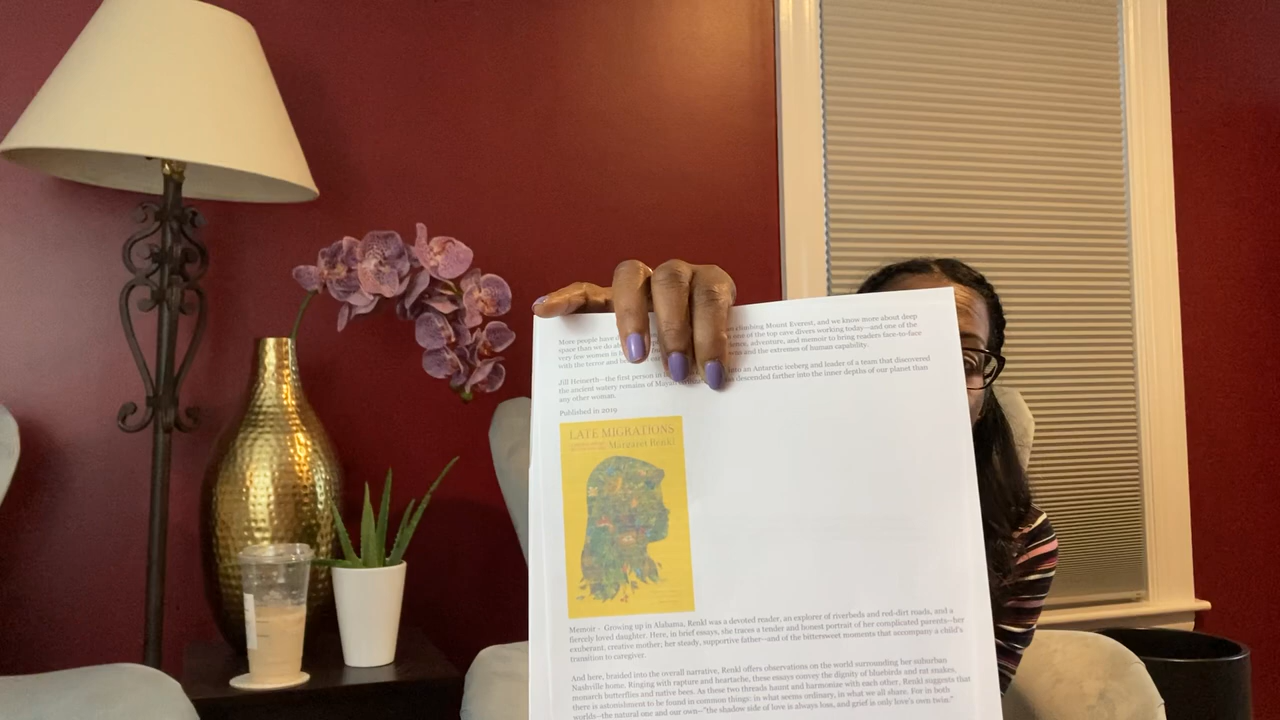 More people have climbing Mount Everest, and we know more about deep
space than we do one of the top cave divers working today—and one of the
very few women in adventure, and memoir to bring readers face-to-face
with the terror and and the extremes of human capability.
Jill Heinerth—the first person in into an Antarctic iceberg and leader of a team that discovered
the ancient watery remains of Mayan descended farther into the inner depths of our planet than
any other woman.
Published in 2019
LATE MIGRATIONS
Margaret Renkl
Memoir - Growing up in Alabama, Renkl was a devoted reader, an explorer of riverbeds and red-dirt roads, and a
fiercely loved daughter. Here, in brief essays, she traces a tender and honest portrait of her complicated parents—her
exuberant, creative mother; her steady, supportive father—and of the bittersweet moments that accompany a child's
transition to caregiver.
And here, braided into the overall narrative, Renkl offers observations on the world surrounding her suburban
Nashville home. Ringing with rapture and heartache, these essays convey the dignity of bluebirds and rat snakes,
monarch butterflies and native bees. As these two threads haunt and harmonize with each other, Renkl suggests that
there is astonishment to be found in common things: in what seems ordinary, in what we all share. For in both
worlds—the natural one and our own—"the shadow side of love is always loss, and grief is only love's own twin."